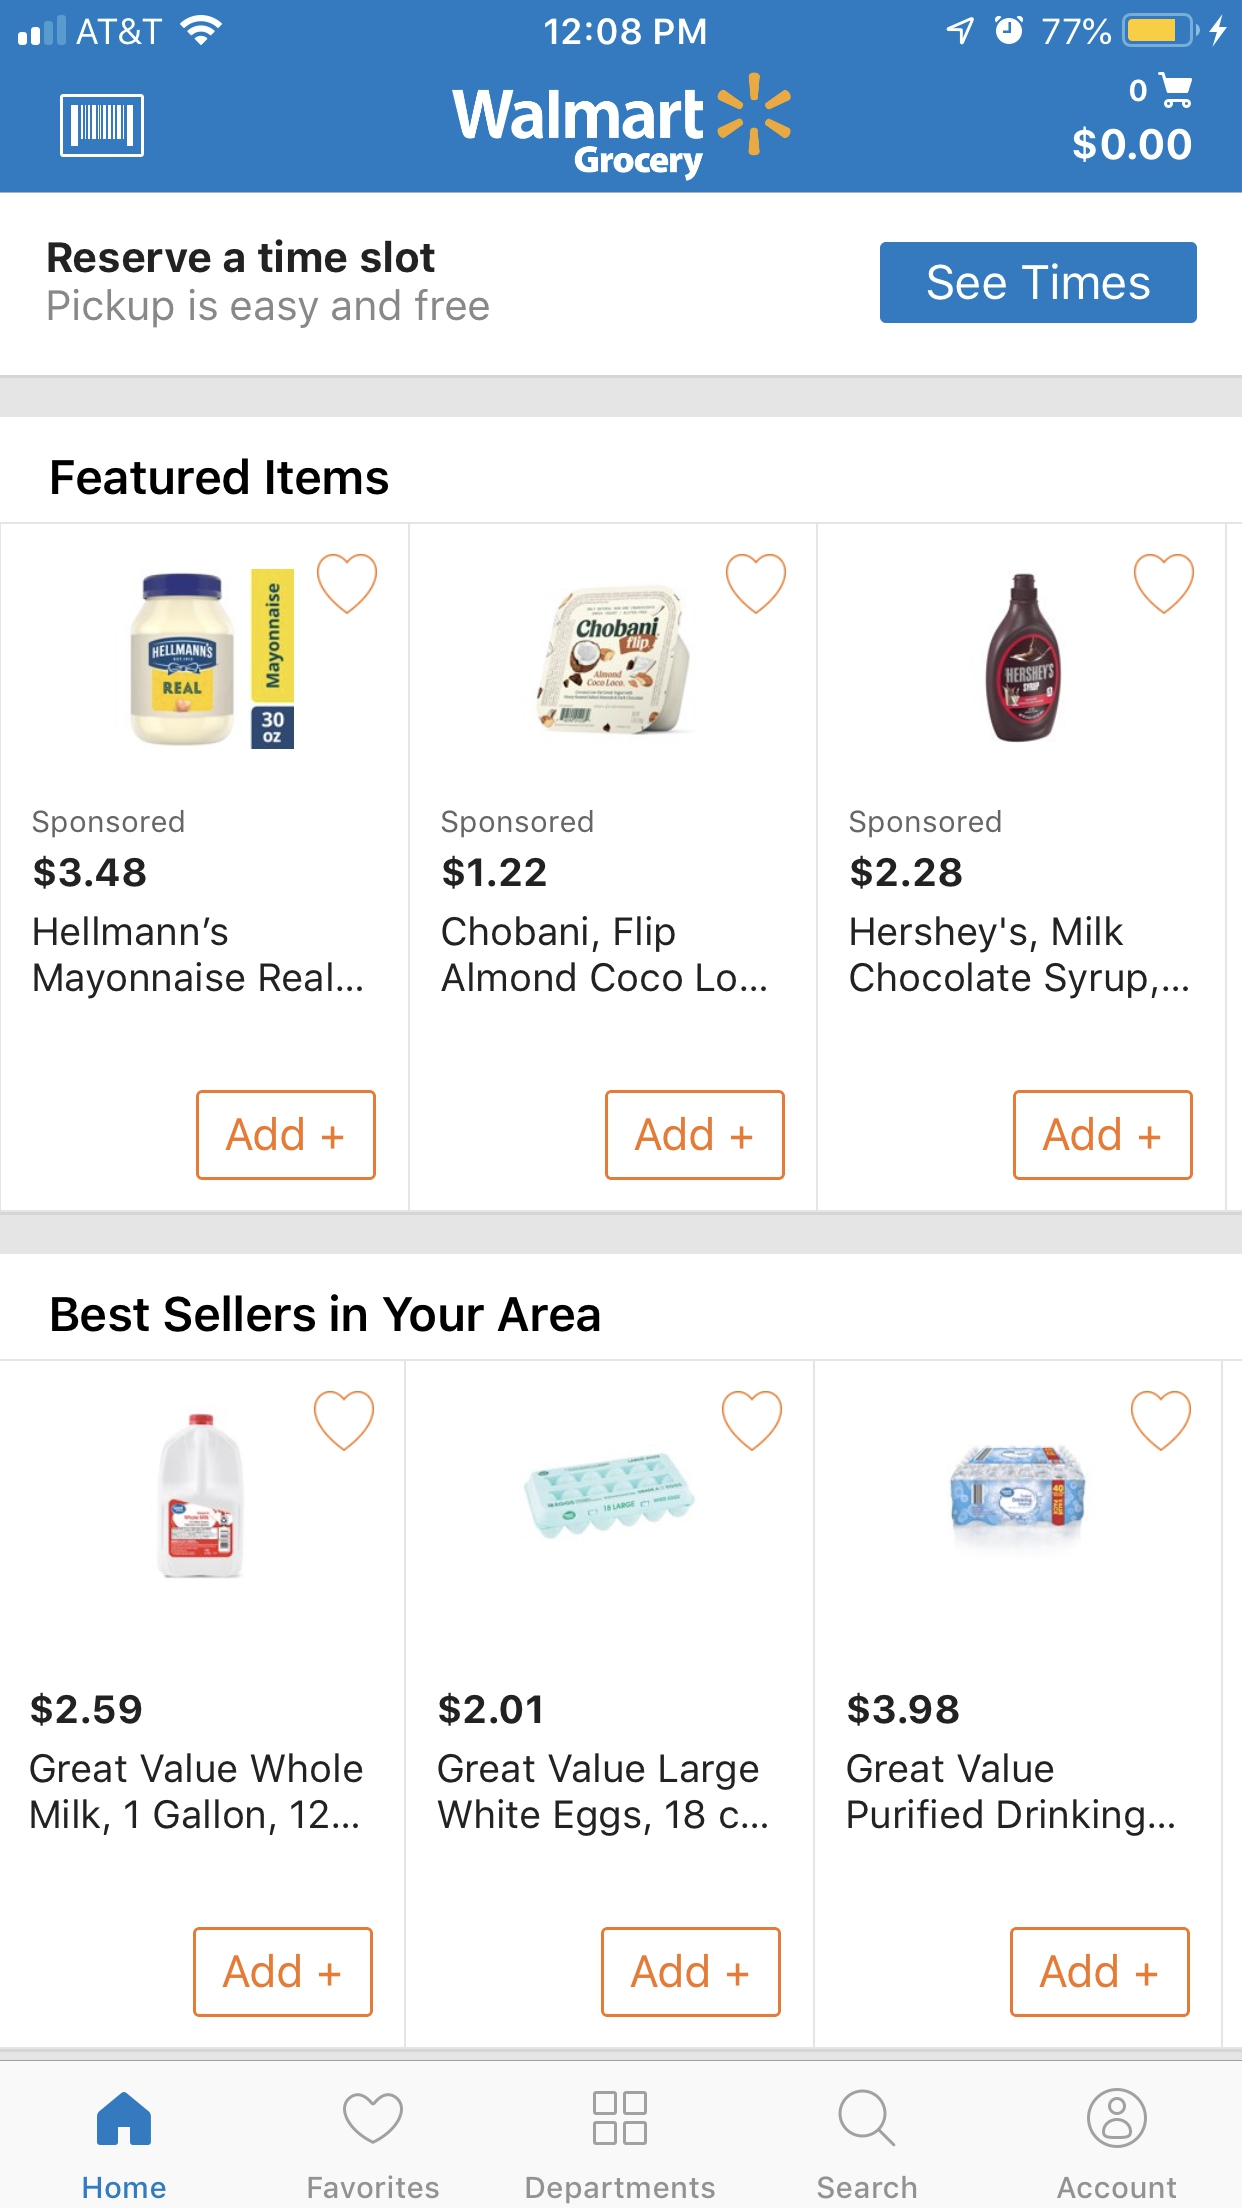 AT&T 12:08 PM 77%
Walmart
Grocery
0
$0.00
Reserve a time slot
Pickup is easy and free
See Times
Featured Items
HELLMANN'S
REAL
Mayonnaise
30
OZ
Chobani
flip
Almond
Coco Loco
HERSHEY'S
SYRUP
Sponsored Sponsored Sponsored
$3.48 $1.22 $2.28
Hellmann’s Chobani, Flip Hershey's, Milk
Mayonnaise Real... Almond Coco Lo... Chocolate Syrup,...
Add + Add + Add +
Best Sellers in Your Area
Whole Milk
18 EGGS
18 LARGE
Drinking
40
$2.59 $2.01 $3.98
Great Value Whole Great Value Large Great Value
Milk, 1 Gallon, 12... White Eggs, 18 c... Purified Drinking...
Add + Add + Add +
Home Favorites Departments Search Account